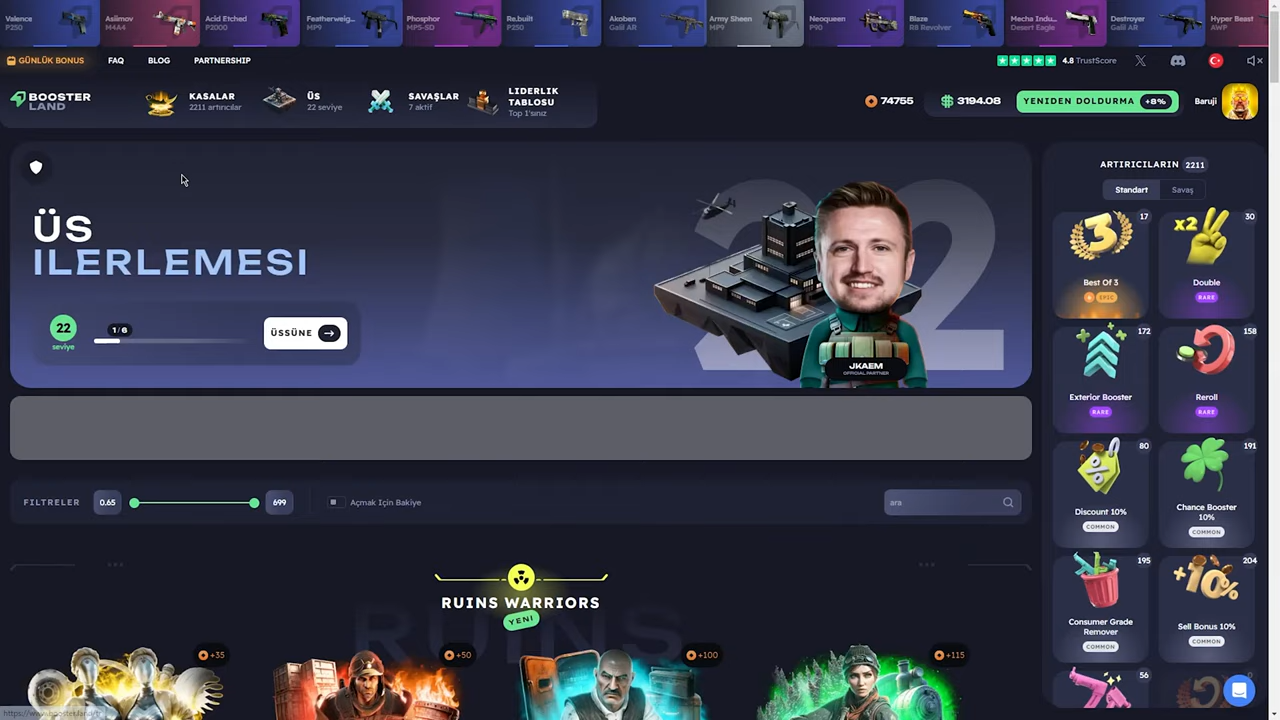 Valence
P250
Asiimov
M4A4
Acid Etched
P2000
Featherweig...
MP9
Phosphor
MP5-SD
Re.built
P250
Akoben
Galil AR
Army Sheen
MP9
Neoqueen
P90
Blaze
R8 Revolver
Mecha Indu...
Desert Eagle
Destroyer
Galil AR
Hyper Beast
AWP
GÜNLÜK BONUS
FAQ
BLOG
PARTNERSHIP
4.8 TrustScore
BOOSTER
LAND
KASALAR
2211 artırıcılar
ÜS
22 seviye
SAVAŞLAR
7 aktif
LIDERLIK
TABLOSU
Top 1'sınız
74755
3194.08
YENIDEN DOLDURMA +8%
Baruji
ÜS
ILERLEMESI
22
seviye
1/6
ÜSSÜNE
22
JKAEM
OFFICIAL PARTNER
ARTIRICILARIN 2211
Standart
Savaş
17
3
Best Of 3
EPIC
30
x2
Double
RARE
172
Exterior Booster
RARE
158
Reroll
RARE
80
%
Discount 10%
COMMON
191
Chance Booster
10%
COMMON
195
Consumer Grade
Remover
COMMON
204
+10%
Sell Bonus 10%
COMMON
56
FILTRELER
0.65
699
Açmak Için Bakiye
ara
RUINS WARRIORS
YENI
RUINS
+35
+50
+100
+115